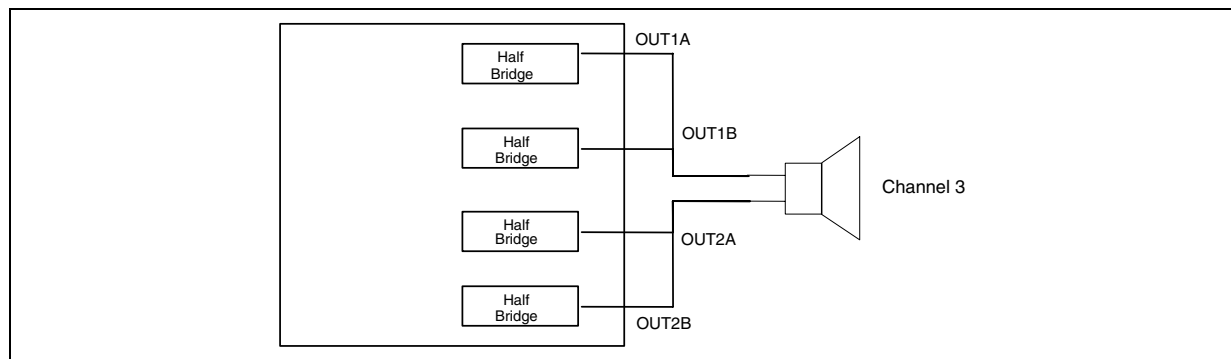 OUT1A
Half
Bridge
OUT1B
Half
Bridge
Channel 3
Half
Bridge
OUT2A
Half
Bridge
OUT2B